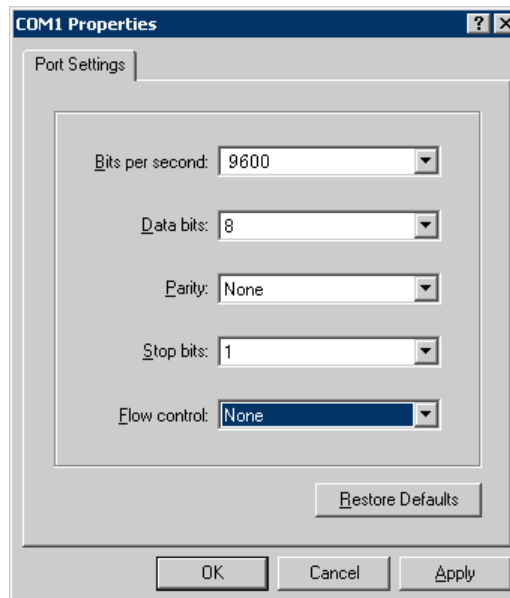 COM1 Properties
Port Settings
Bits per second: 9600
Data bits: 8
Parity: None
Stop bits: 1
Flow control: None
Restore Defaults
OK Cancel Apply